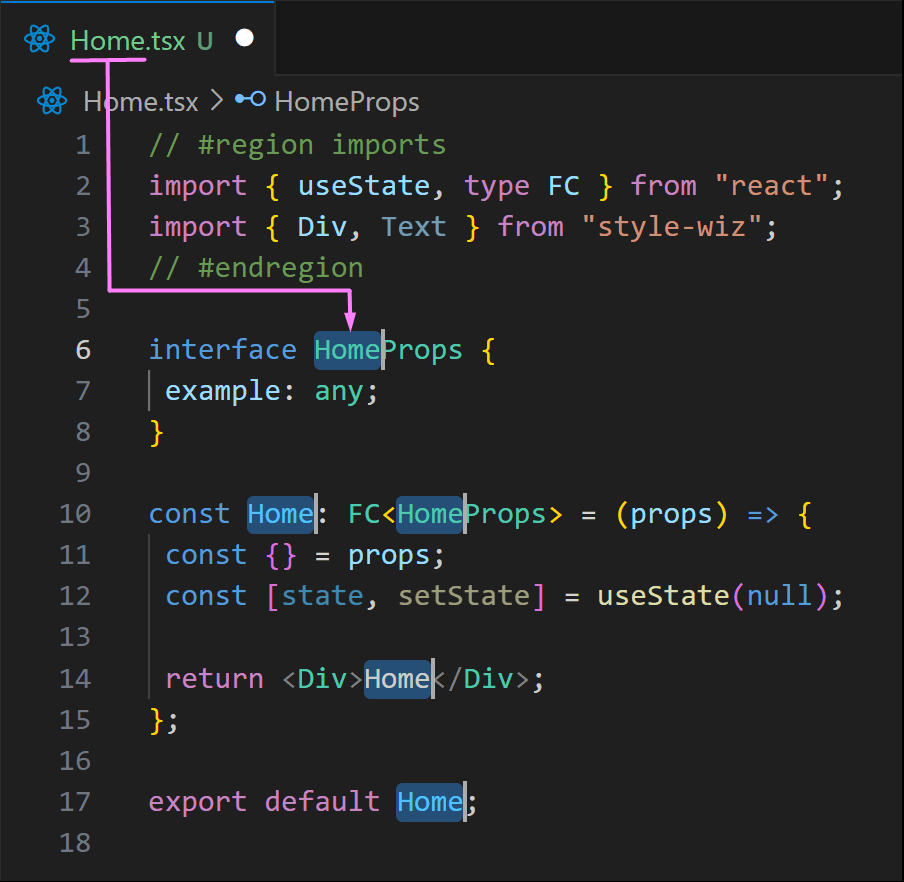 Home.tsx U
Home.tsx > HomeProps
1 // #region imports
2 import { useState, type FC } from "react";
3 import { Div, Text } from "style-wiz";
4 // #endregion
5
6 interface HomeProps {
7 example: any;
8 }
9
10 const Home: FC<HomeProps> = (props) => {
11 const {} = props;
12 const [state, setState] = useState(null);
13
14 return <Div>Home</Div>;
15 };
16
17 export default Home;
18